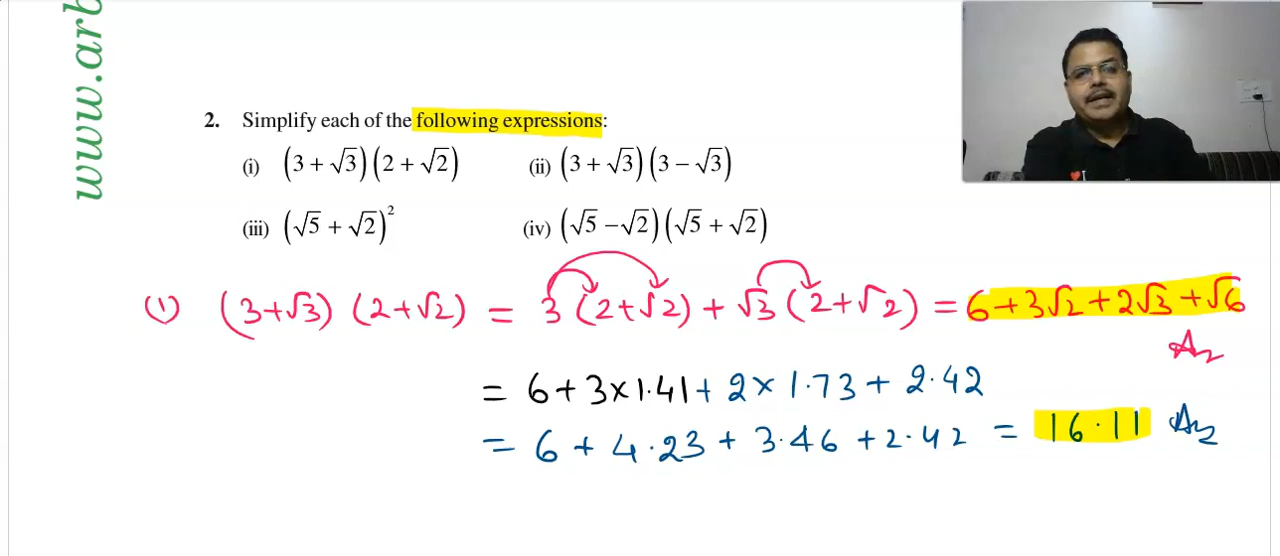 www.arb
2. Simplify each of the following expressions:
(i) (3 + √3)(2 + √2) (ii) (3 + √3)(3 − √3)
(iii) (√5 + √2)² (iv) (√5 − √2)(√5 + √2)
(1) (3+√3) (2+√2) = 3 (2+√2) + √3 (2+√2) = 6+3√2+2√3+√6
As
= 6+3×1.41+2×1.73+2.42
= 6+4.23+3.46+2.42 = 16.11 As